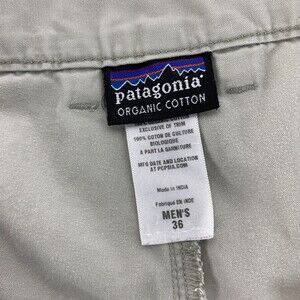 patagonia®
ORGANIC COTTON
EXCLUSIVE OF TRIM
100% COTON DE CULTURE
BIOLOGIQUE
A PART LA GARNITURE
MFG DATE AND LOCATION
AT PCPSIA.COM
Made in INDIA
Fabriqué EN INDE
MEN'S
36